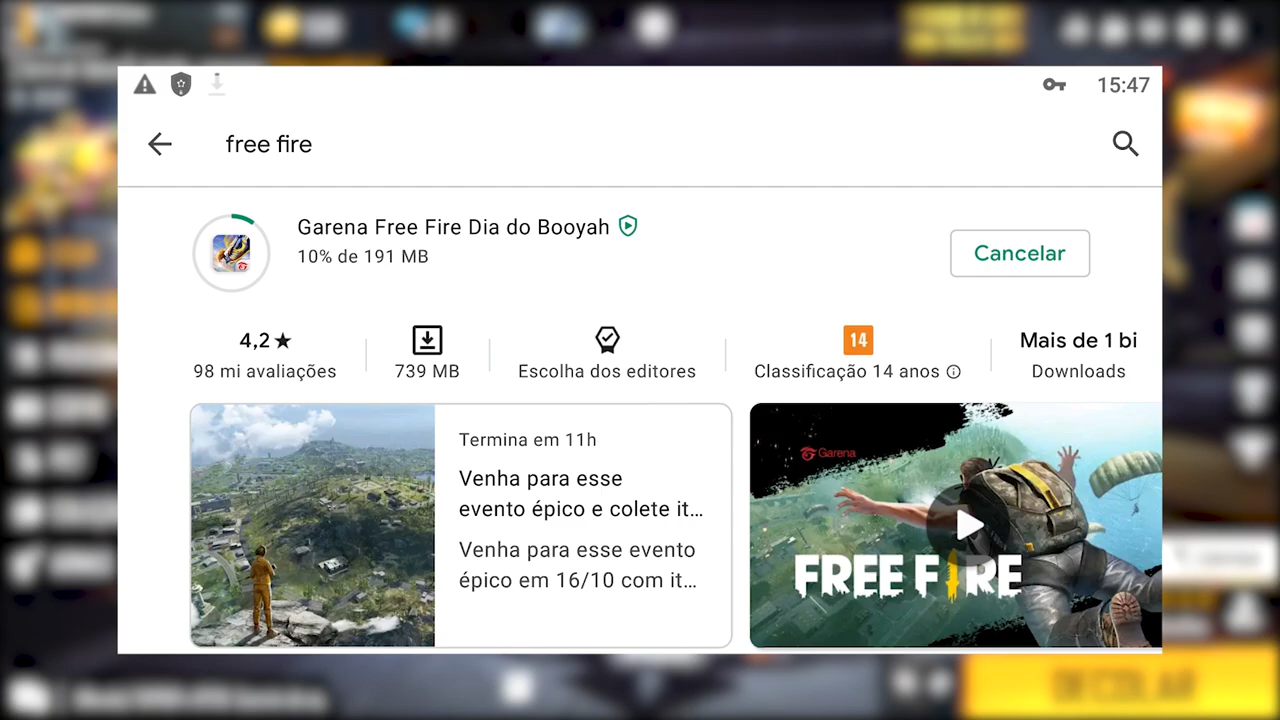 15:47
free fire
Garena Free Fire Dia do Booyah
10% de 191 MB
Cancelar
4,2★
98 mi avaliações
739 MB
Escolha dos editores
14
Classificação 14 anos
Mais de 1 bi
Downloads
Termina em 11h
Venha para esse
evento épico e colete it...
Venha para esse evento
épico em 16/10 com it...
Garena
FREE FIRE
DECOLAR